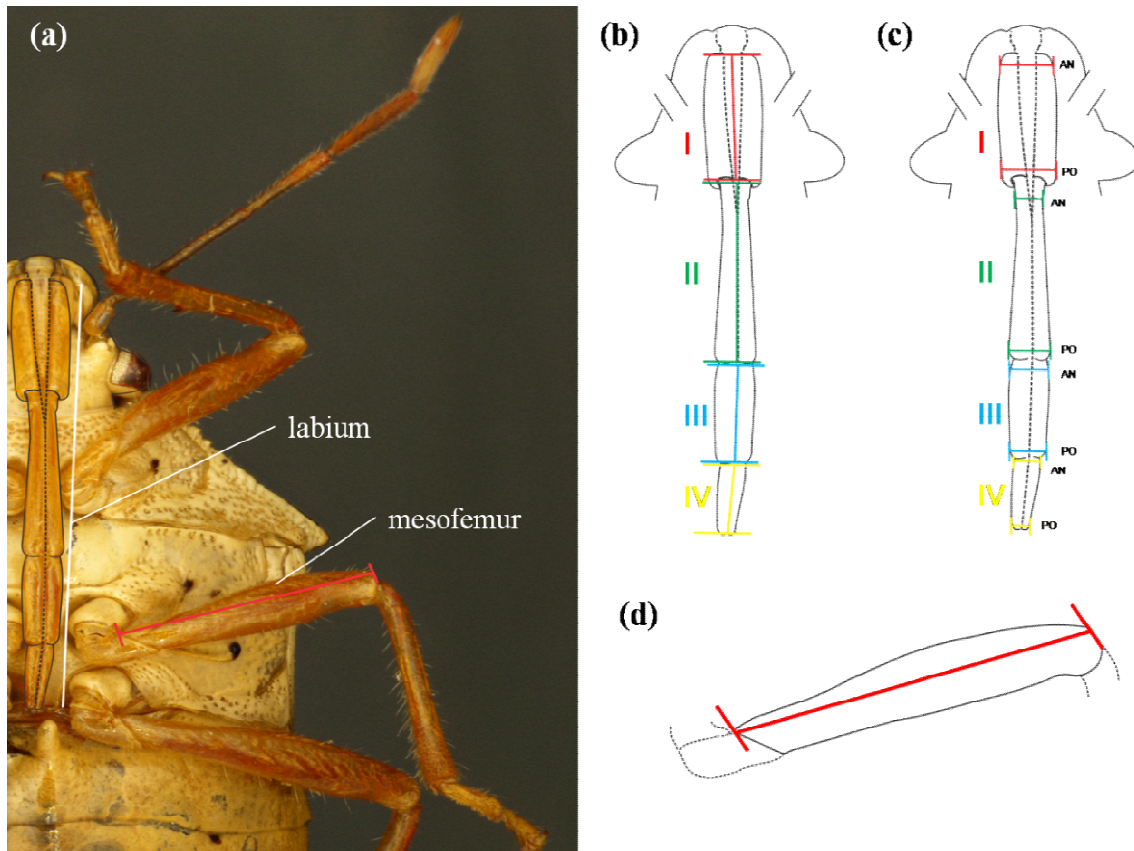 (a)
labium
mesofemur
(b)
I
II
III
IV
(c)
AN
I
PO
AN
II
PO
AN
III
PO
AN
IV
PO
(d)